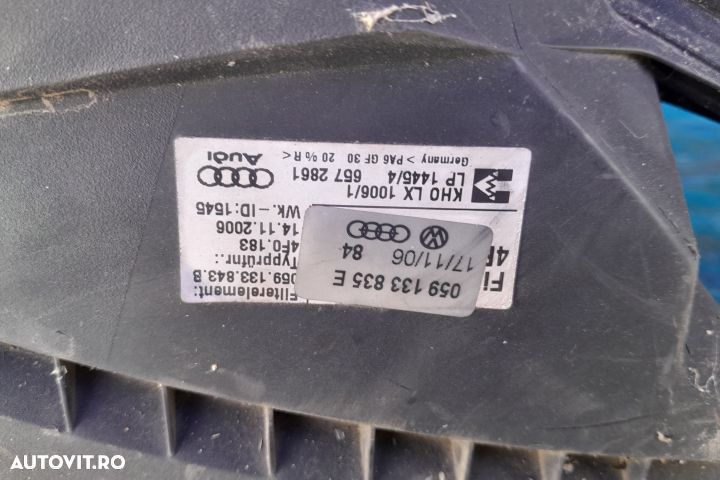 Filterelement:
059.133.843.B
Typprüfnr.:
4F0.183
14.11.2006
Wk.-ID:1545
Audi
KHO LX 1006/1
LP 1445/4 657 2861
Germany > PA6 GF 30 20 % R <
059 133 835 E
17/11/06 84
AUTOVIT.RO